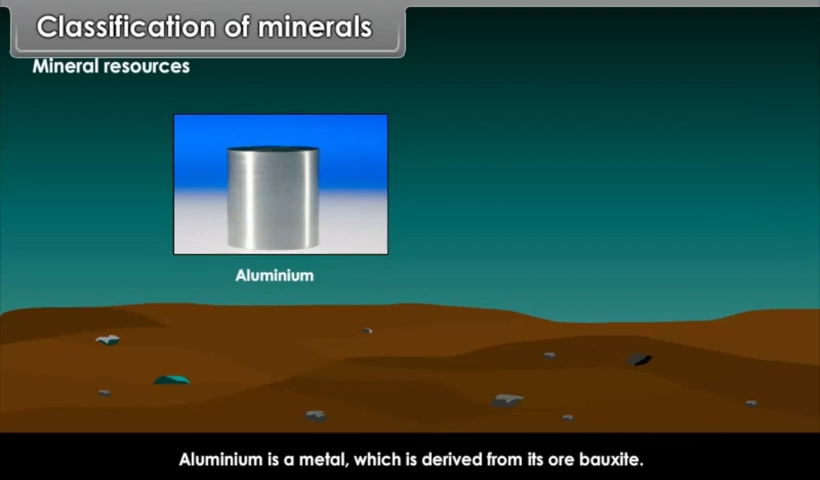 Classification of minerals
Mineral resources
Aluminium
Aluminium is a metal, which is derived from its ore bauxite.